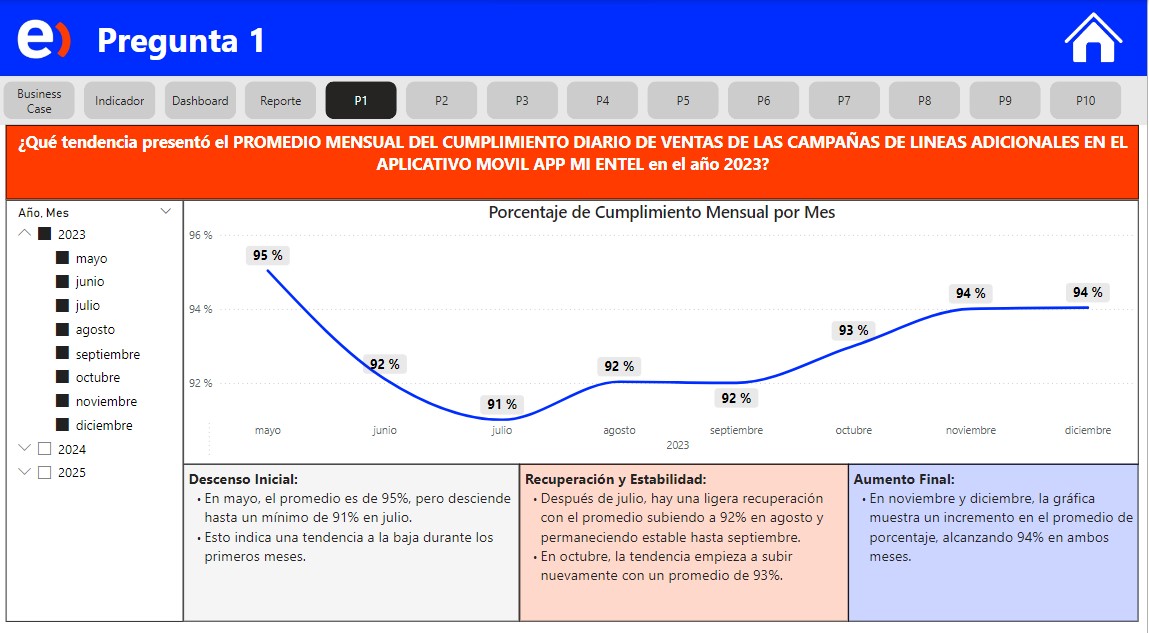 e) Pregunta 1
Business
Case
Indicador
Dashboard
Reporte
P1
P2
P3
P4
P5
P6
P7
P8
P9
P10
¿Qué tendencia presentó el PROMEDIO MENSUAL DEL CUMPLIMIENTO DIARIO DE VENTAS DE LAS CAMPAÑAS DE LINEAS ADICIONALES EN EL
APLICATIVO MOVIL APP MI ENTEL en el año 2023?
Año, Mes
2023
mayo
junio
julio
agosto
septiembre
octubre
noviembre
diciembre
2024
2025
Porcentaje de Cumplimiento Mensual por Mes
96 %
94 %
92 %
95 %
92 %
91 %
92 %
92 %
93 %
94 %
94 %
mayo
junio
julio
agosto
septiembre
octubre
noviembre
diciembre
2023
Descenso Inicial:
• En mayo, el promedio es de 95%, pero desciende
hasta un mínimo de 91% en julio.
• Esto indica una tendencia a la baja durante los
primeros meses.
Recuperación y Estabilidad:
• Después de julio, hay una ligera recuperación
con el promedio subiendo a 92% en agosto y
permaneciendo estable hasta septiembre.
• En octubre, la tendencia empieza a subir
nuevamente con un promedio de 93%.
Aumento Final:
• En noviembre y diciembre, la gráfica
muestra un incremento en el promedio de
porcentaje, alcanzando 94% en ambos
meses.